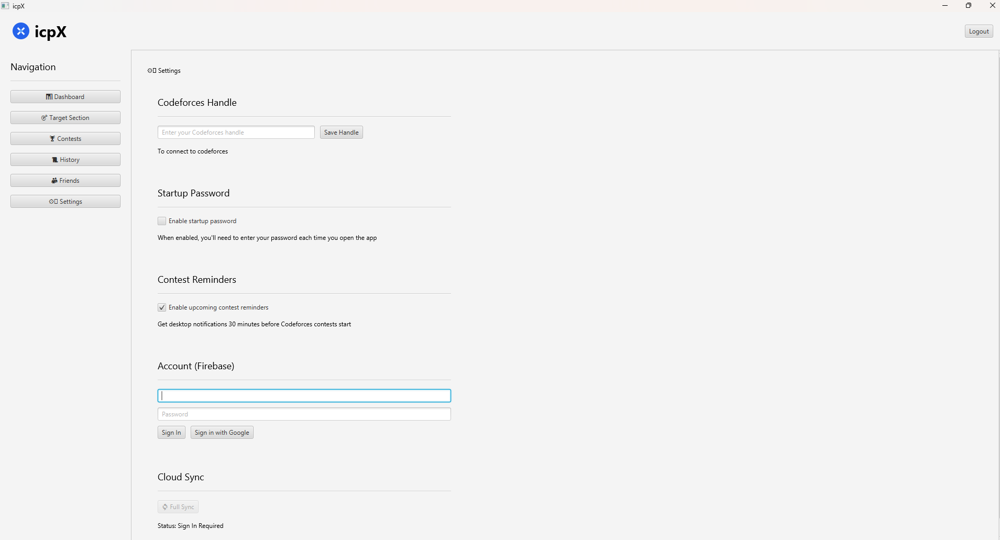 icpX
icpX
Logout
Navigation
Dashboard
Target Section
Contests
History
Friends
Settings
Settings
Codeforces Handle
Enter your Codeforces handle
Save Handle
To connect to codeforces
Startup Password
Enable startup password
When enabled, you'll need to enter your password each time you open the app
Contest Reminders
Enable upcoming contest reminders
Get desktop notifications 30 minutes before Codeforces contests start
Account (Firebase)
Password
Sign In
Sign in with Google
Cloud Sync
Full Sync
Status: Sign In Required